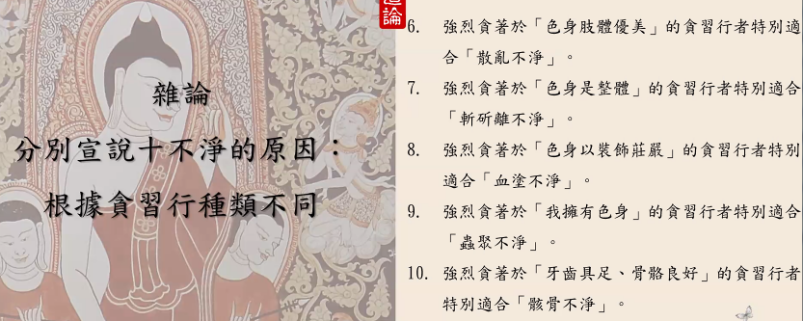 雜論
分別宣說十不淨的原因：
根據貪習行種類不同
論
6. 強烈貪著於「色身肢體優美」的貪習行者特別適
合「散亂不淨」。
7. 強烈貪著於「色身是整體」的貪習行者特別適合
「斬斫離不淨」。
8. 強烈貪著於「色身以裝飾莊嚴」的貪習行者特別
適合「血塗不淨」。
9. 強烈貪著於「我擁有色身」的貪習行者特別適合
「蟲聚不淨」。
10. 強烈貪著於「牙齒具足、骨骼良好」的貪習行者
特別適合「骸骨不淨」。